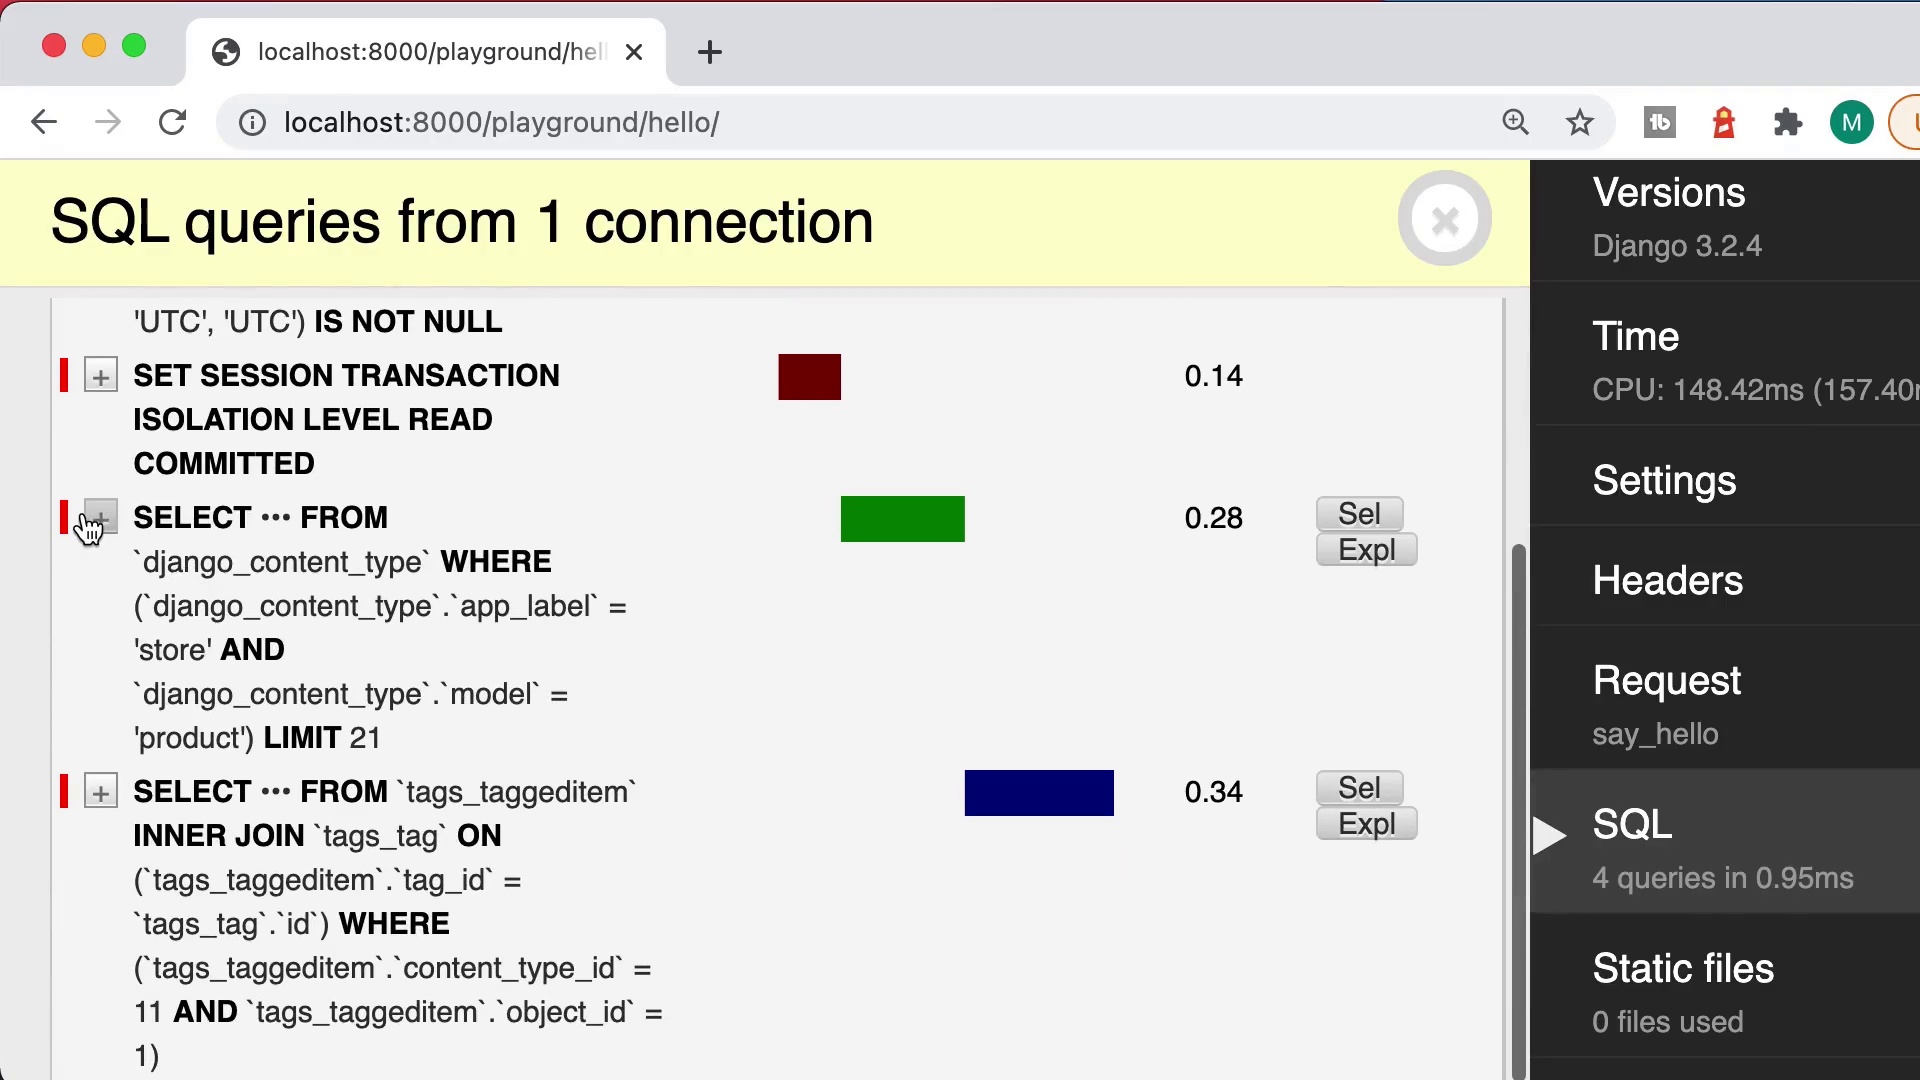 localhost:8000/playground/hel
localhost:8000/playground/hello/
M
SQL queries from 1 connection
'UTC', 'UTC') IS NOT NULL
SET SESSION TRANSACTION
ISOLATION LEVEL READ
COMMITTED
0.14
SELECT ••• FROM
`django_content_type` WHERE
(`django_content_type`.`app_label` =
'store' AND
`django_content_type`.`model` =
'product') LIMIT 21
0.28
Sel
Expl
SELECT ••• FROM `tags_taggeditem`
INNER JOIN `tags_tag` ON
(`tags_taggeditem`.`tag_id` =
`tags_tag`.`id`) WHERE
(`tags_taggeditem`.`content_type_id` =
11 AND `tags_taggeditem`.`object_id` =
1)
0.34
Sel
Expl
Versions
Django 3.2.4
Time
CPU: 148.42ms (157.40
Settings
Headers
Request
say_hello
SQL
4 queries in 0.95ms
Static files
0 files used